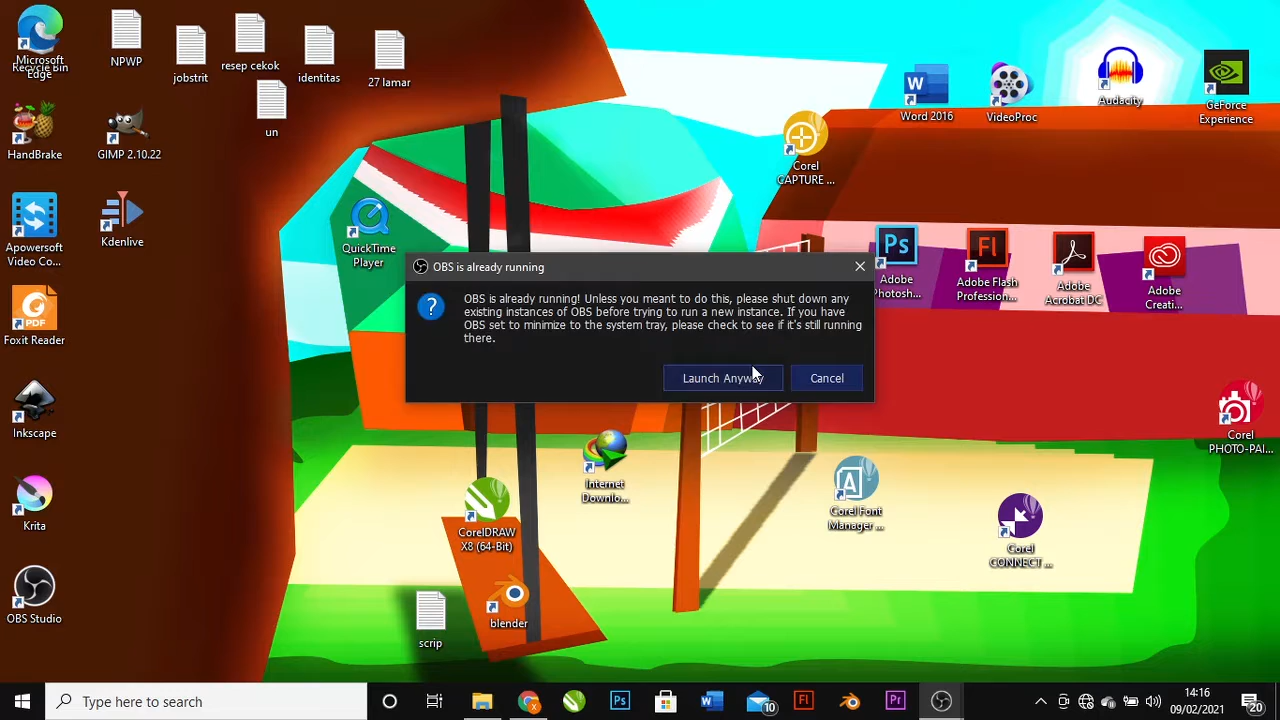 Microsoft
Edge
Recycle Bin
NPWP
jobstrit
resep cekok
identitas
27 lamar
un
Word 2016
VideoProc
Audacity
GeForce
Experience
HandBrake
GIMP 2.10.22
Corel
CAPTURE ...
Apowersoft
Video Co...
Kdenlive
QuickTime
Player
Adobe
Photosh...
Adobe Flash
Profession...
Adobe
Acrobat DC
Adobe
Creati...
OBS is already running
OBS is already running! Unless you meant to do this, please shut down any
existing instances of OBS before trying to run a new instance. If you have
OBS set to minimize to the system tray, please check to see if it's still running
there.
Launch Anyway
Cancel
PDF
Foxit Reader
Inkscape
Corel
PHOTO-PAI...
Internet
Downlo...
Corel Font
Manager ...
CorelDRAW
X8 (64-Bit)
Corel
CONNECT ...
Krita
OBS Studio
blender
scrip
Type here to search
10
14:16
09/02/2021
20